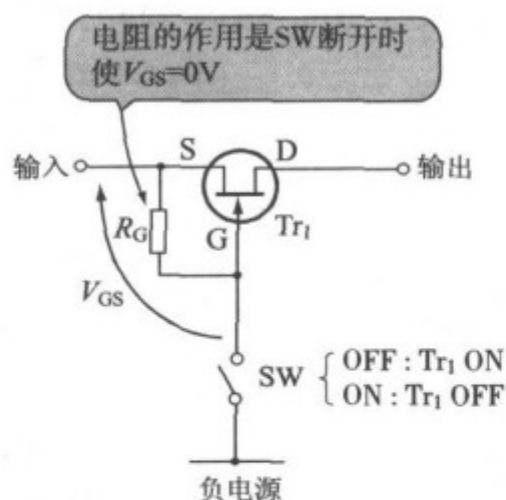 电阻的作用是SW断开时
使VGS=0V
S D
输入 输出
RG G Tr1
VGS
SW { OFF : Tr1 ON
ON : Tr1 OFF
负电源